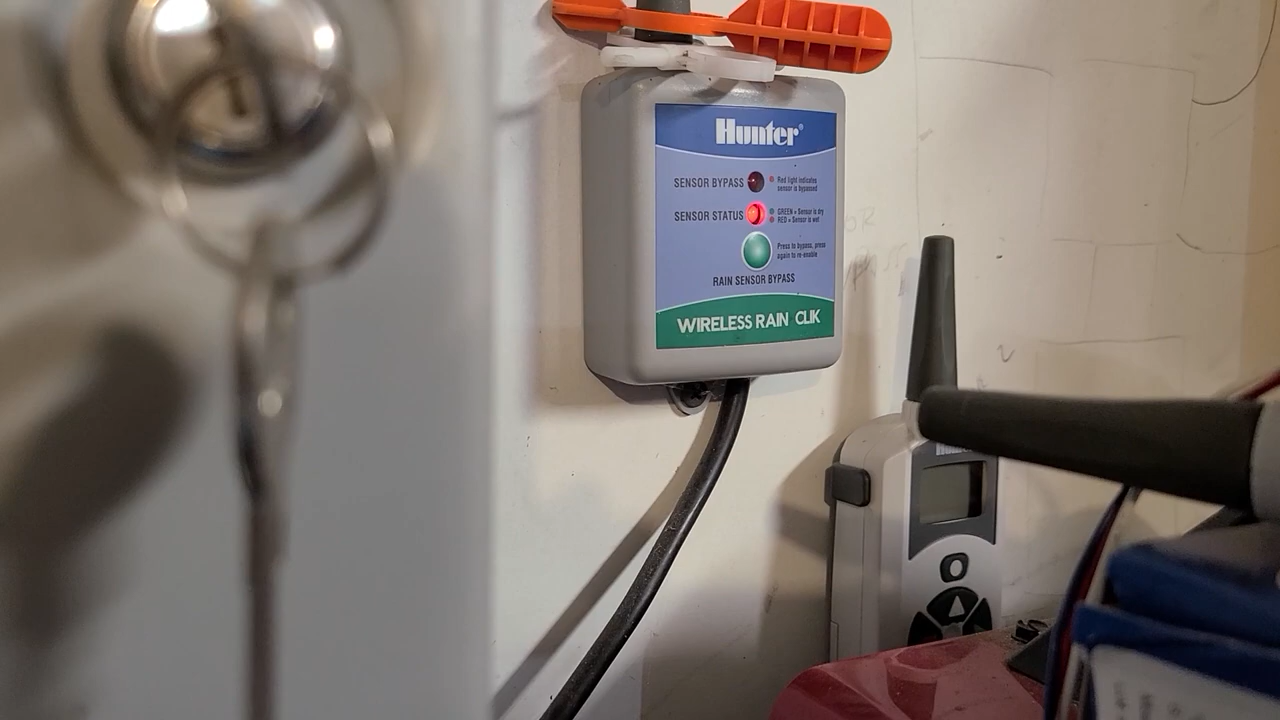 Hunter®
SENSOR BYPASS
Red light indicates
sensor is bypassed
SENSOR STATUS
GREEN = Sensor is dry
RED = Sensor is wet
Press to bypass, press
again to re-enable
RAIN SENSOR BYPASS
WIRELESS RAIN CLIK